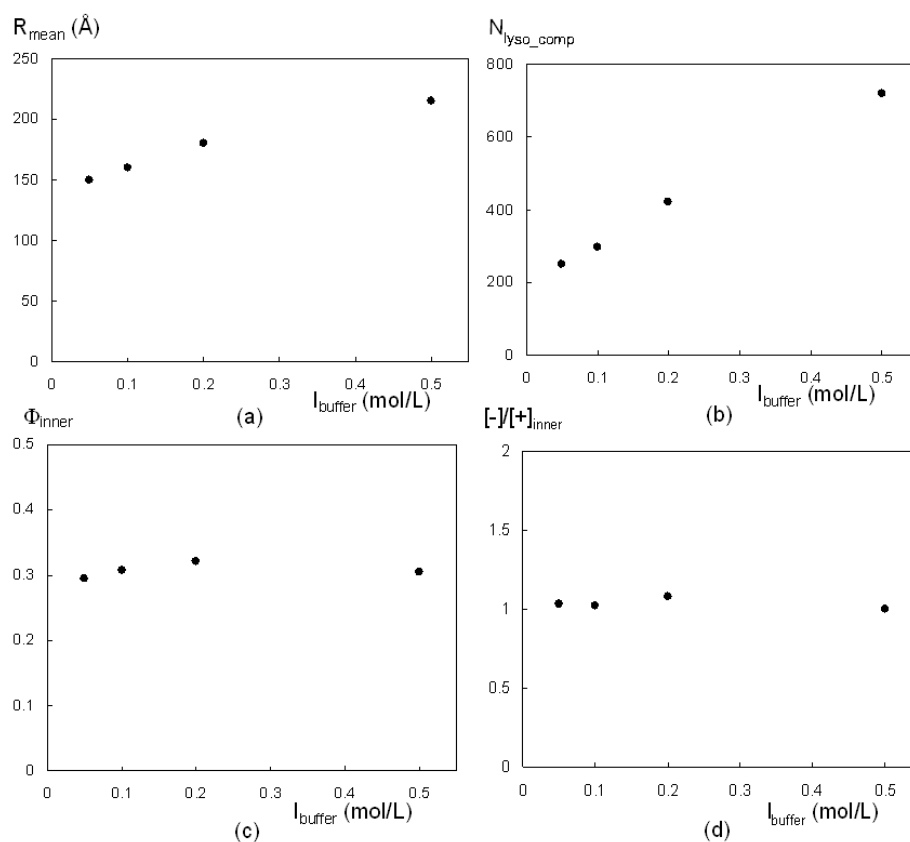 R_mean (Å)
250
200
150
100
50
0
0 0.1 0.2 0.3 0.4 0.5
I_buffer (mol/L)
(a)
N_lyso_comp
800
600
400
200
0
0 0.1 0.2 0.3 0.4 0.5
I_buffer (mol/L)
(b)
Φ_inner
0.5
0.4
0.3
0.2
0.1
0
0 0.1 0.2 0.3 0.4 0.5
I_buffer (mol/L)
(c)
[-]/[+]_inner
2
1.5
1
0.5
0
0 0.1 0.2 0.3 0.4 0.5
I_buffer (mol/L)
(d)